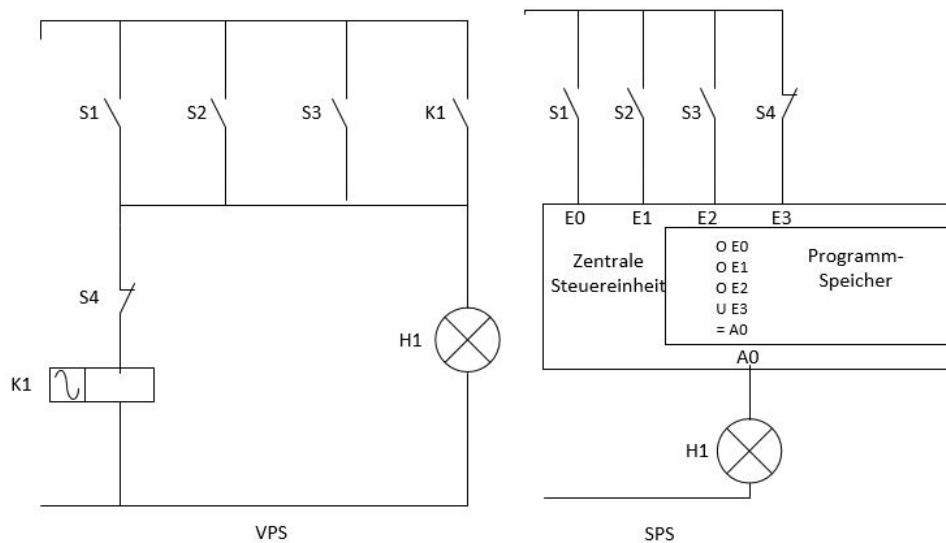 S1
S2
S3
K1
S4
K1
H1
VPS
S1
S2
S3
S4
E0 E1 E2 E3
Zentrale
Steuereinheit
O E0
O E1
O E2
U E3
= A0
Programm-
Speicher
A0
H1
SPS